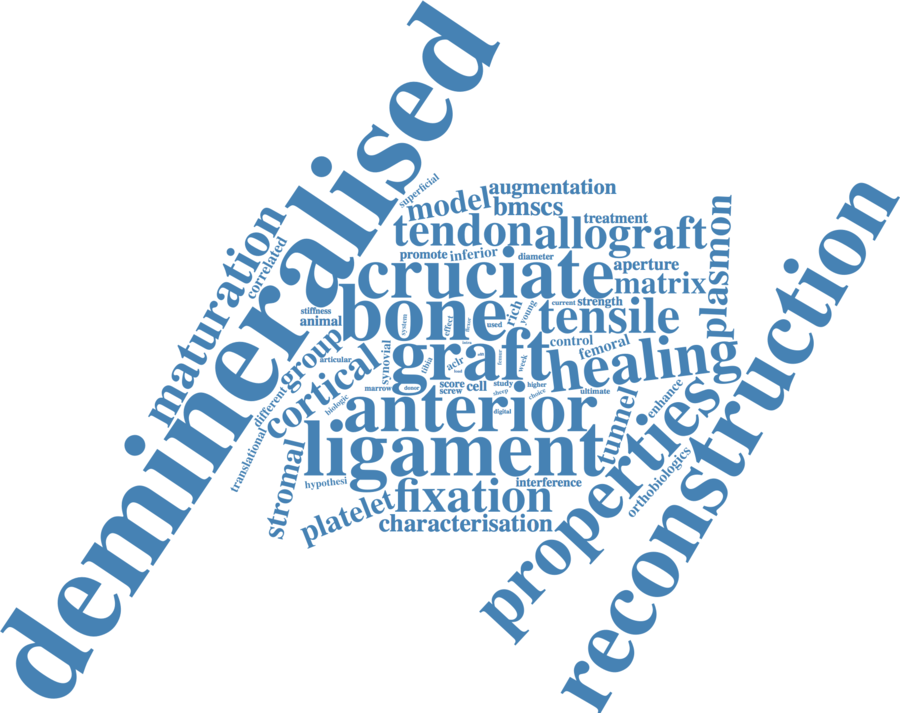 demineralised
reconstruction
superficial
model
augmentation
bmscs
treatment
tendon
allograft
plasmon
maturation
correlated
promote
inferior
diameter
cruciate
aperture
matrix
stiffness
animal
bone
system
effect
used
rich
young
current
strength
tensile
group
articular
synovial
graft
tibia
aclr
week
control
femoral
healing
cortical
different
biologic
marrow
donor
score
screw
cell
study
sheep
higher
choice
ultimate
anterior
digital
tunnel
enhance
properties
translational
stromal
ligament
hypothesi
interference
orthobiologics
platelet
fixation
characterisation